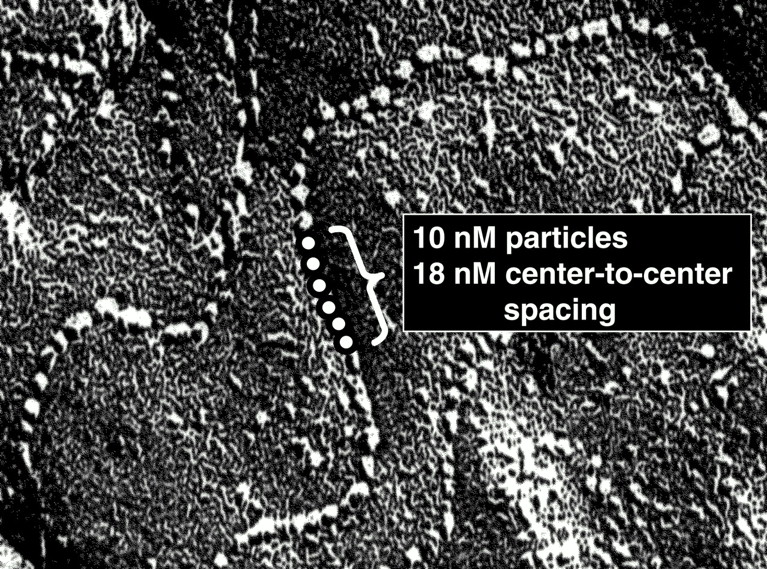 10 nM particles
18 nM center-to-center
spacing